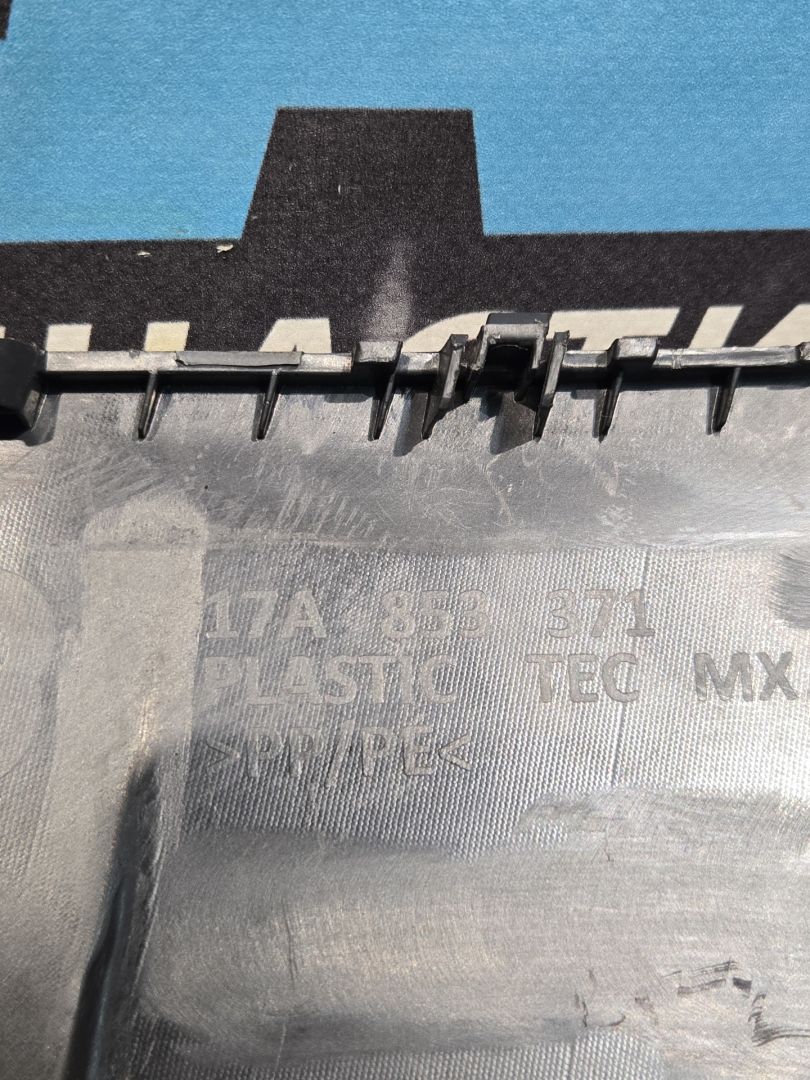 17A 853 371
PLASTIC TEC MX
>PP/PE<